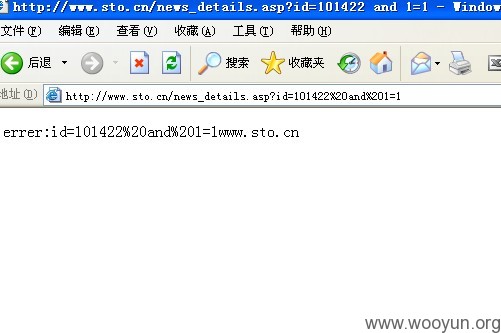 http://www.sto.cn/news_details.asp?id=101422 and 1=1 - Window
文件(F) 编辑(E) 查看(V) 收藏(A) 工具(T) 帮助(H)
后退 搜索 收藏夹
地址(D) http://www.sto.cn/news_details.asp?id=101422%20and%201=1
errer:id=101422%20and%201=1www.sto.cn
www.wooyun.org